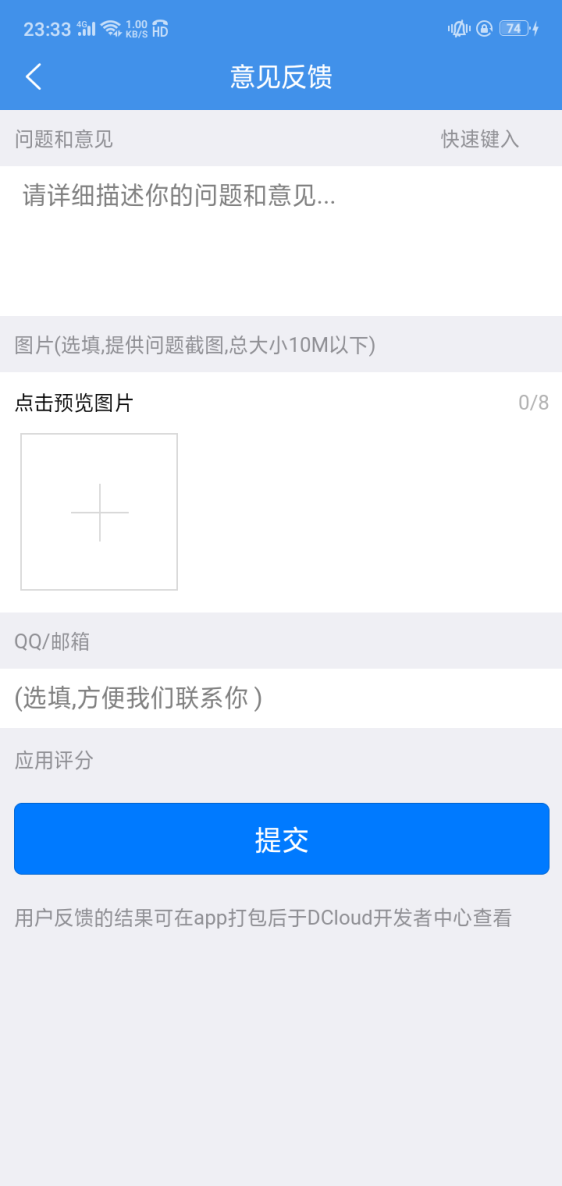 23:33 4G 1.00 KB/S HD 74
意见反馈
问题和意见 快速键入
请详细描述你的问题和意见...
图片(选填,提供问题截图,总大小10M以下)
点击预览图片 0/8
QQ/邮箱
(选填,方便我们联系你 )
应用评分
提交
用户反馈的结果可在app打包后于DCloud开发者中心查看